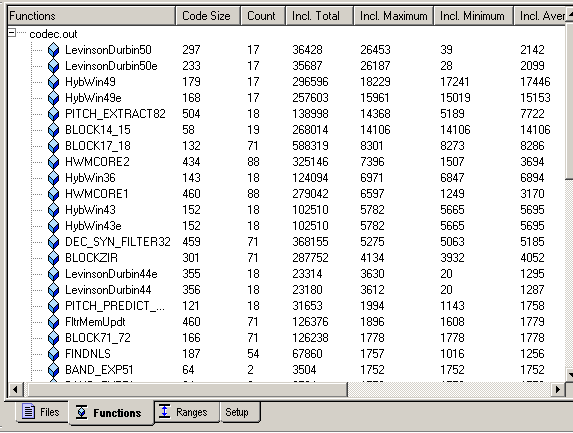 Functions Code Size Count Incl. Total Incl. Maximum Incl. Minimum Incl. Aver
codec.out
LevinsonDurbin50 297 17 36428 26453 39 2142
LevinsonDurbin50e 233 17 35687 26187 28 2099
HybWin49 179 17 296596 18229 17241 17446
HybWin49e 168 17 257603 15961 15019 15153
PITCH_EXTRACT82 504 18 138998 14368 5189 7722
BLOCK14_15 58 19 268014 14106 14106 14106
BLOCK17_18 132 71 588319 8301 8273 8286
HWMCORE2 434 88 325146 7396 1507 3694
HybWin36 143 18 124094 6971 6847 6894
HWMCORE1 460 88 279042 6597 1249 3170
HybWin43 152 18 102510 5782 5665 5695
HybWin43e 152 18 102510 5782 5665 5695
DEC_SYN_FILTER32 459 71 368155 5275 5063 5185
BLOCKZIR 301 71 287752 4134 3932 4052
LevinsonDurbin44e 355 18 23314 3630 20 1295
LevinsonDurbin44 356 18 23180 3612 20 1287
PITCH_PREDICT_... 121 18 31653 1994 1143 1758
FltrMemUpdt 460 71 126376 1896 1608 1779
BLOCK71_72 166 71 126238 1778 1778 1778
FINDNLS 187 54 67860 1757 1016 1256
BAND_EXP51 64 2 3504 1752 1752 1752
Files Functions Ranges Setup